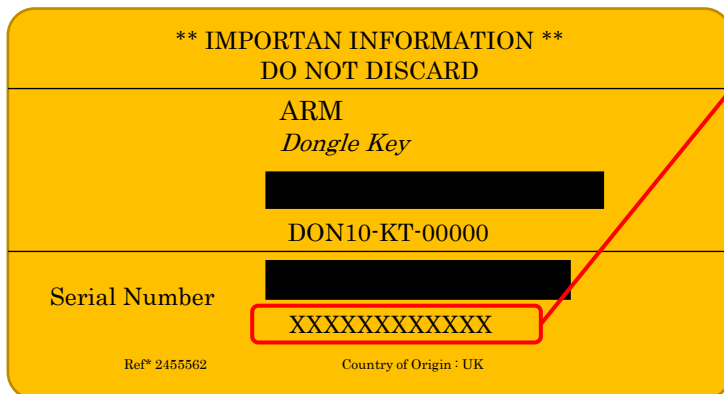 ** IMPORTAN INFORMATION **
DO NOT DISCARD
ARM
Dongle Key
DON10-KT-00000
Serial Number
XXXXXXXXXXXX
Ref* 2455562
Country of Origin : UK